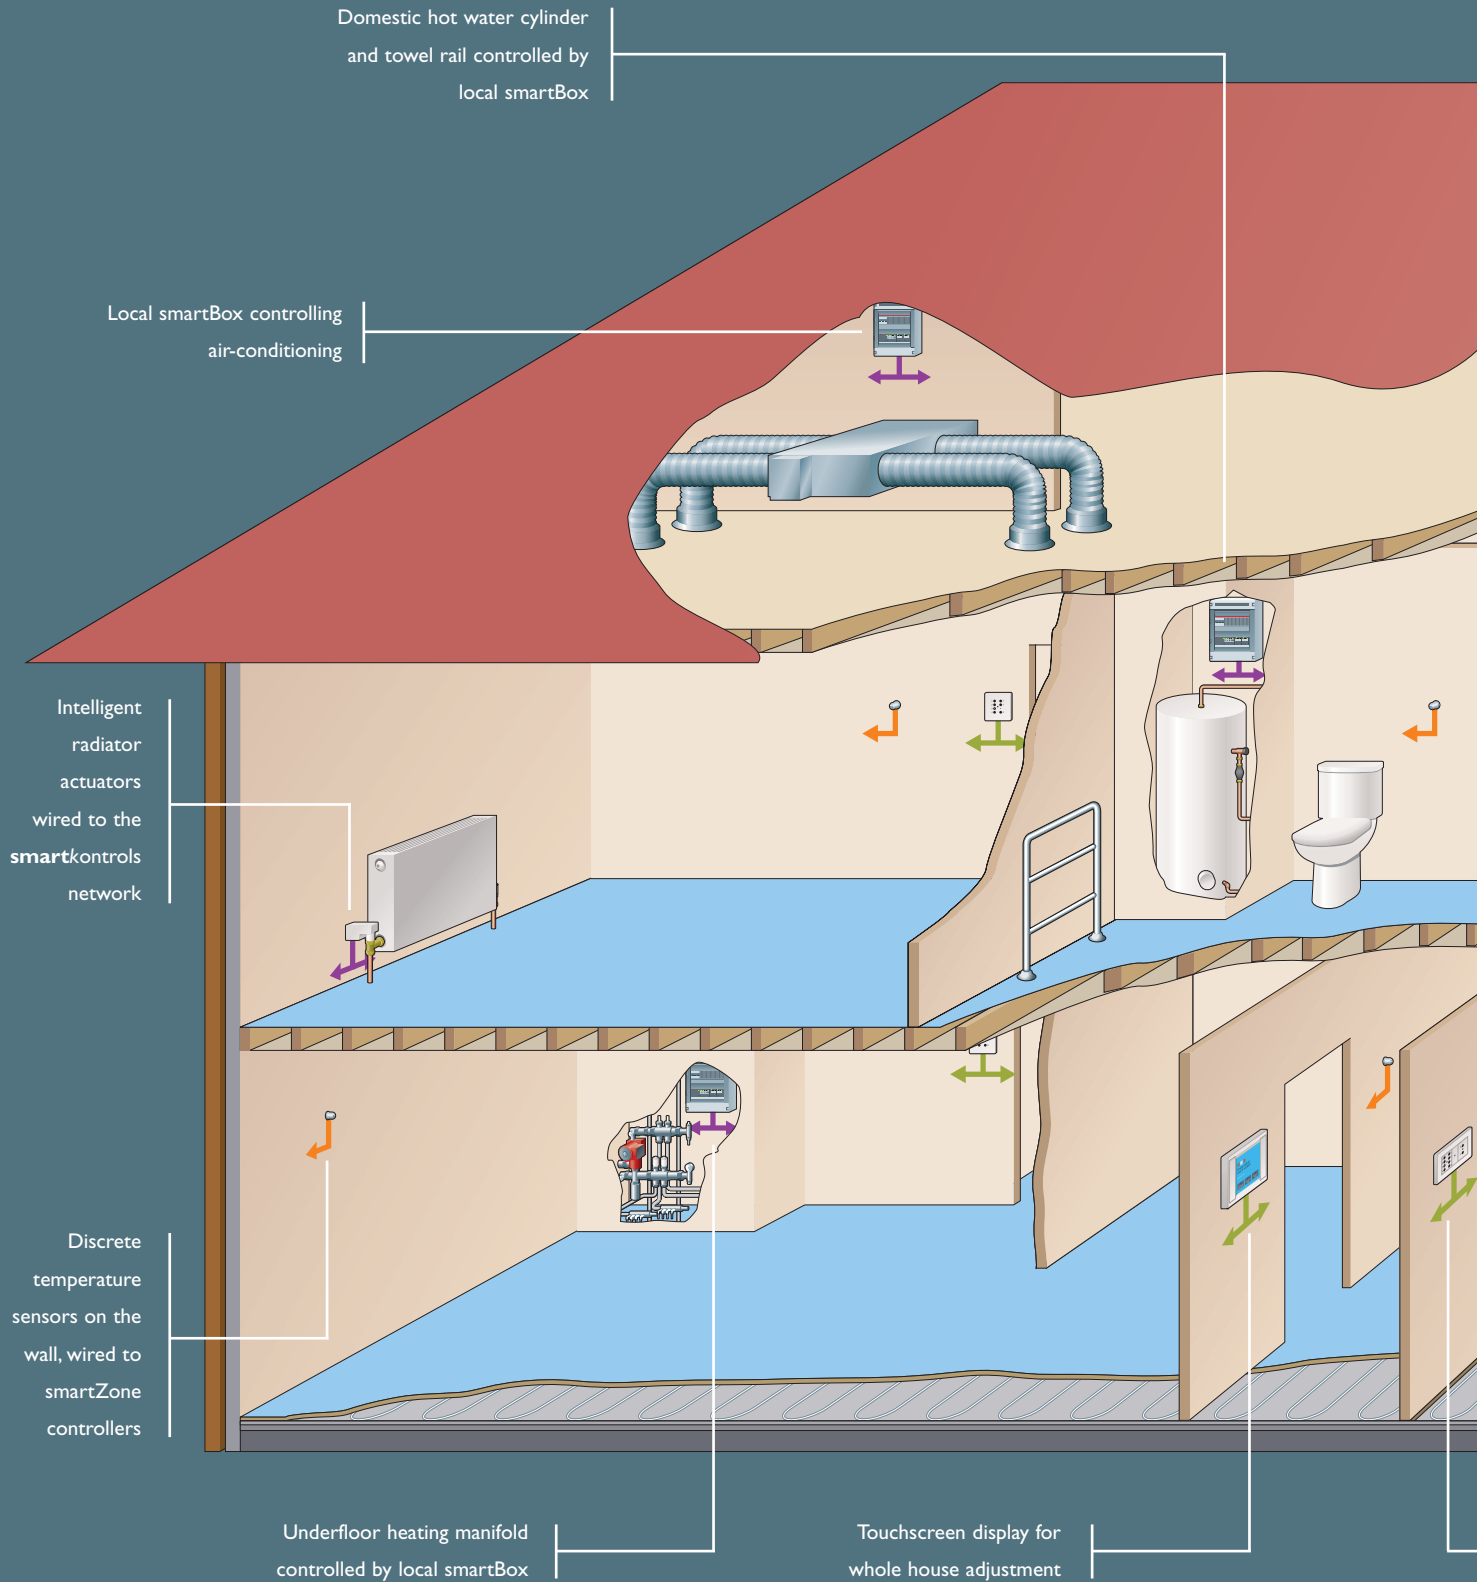 Domestic hot water cylinder
and towel rail controlled by
local smartBox
Local smartBox controlling
air-conditioning
Intelligent
radiator
actuators
wired to the
smartkontrols
network
Discrete
temperature
sensors on the
wall, wired to
smartZone
controllers
Underfloor heating manifold
controlled by local smartBox
Touchscreen display for
whole house adjustment